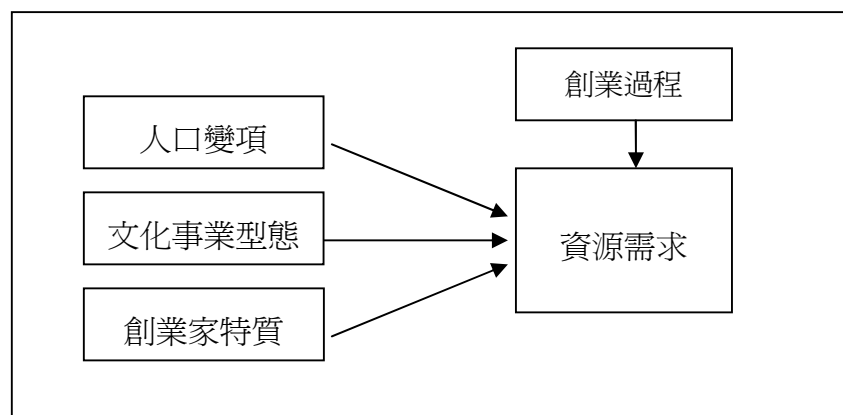 創業過程
人口變項
文化事業型態
資源需求
創業家特質